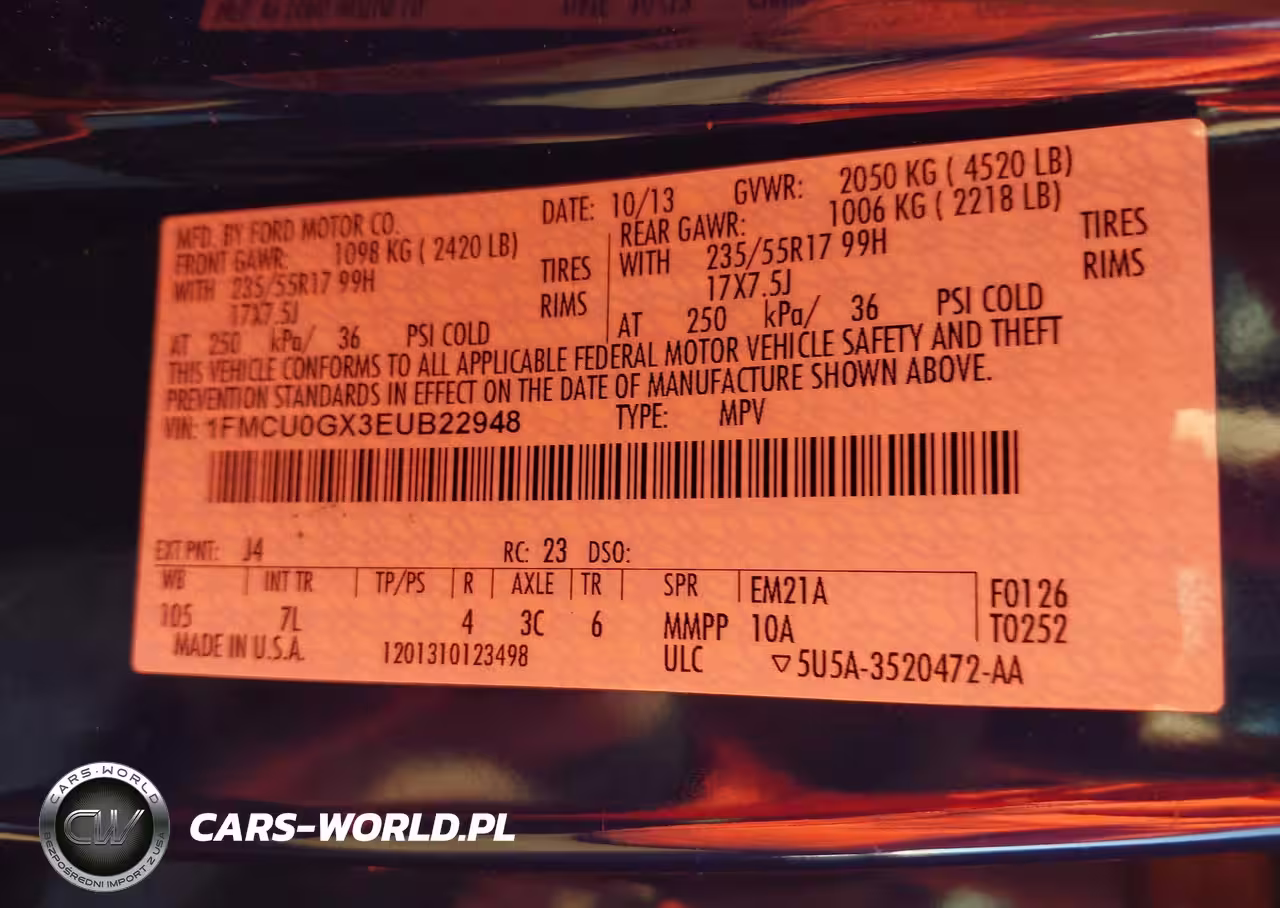 MFD. BY FORD MOTOR CO. DATE: 10/13 GVWR: 2050 KG ( 4520 LB)
FRONT GAWR: 1098 KG ( 2420 LB) REAR GAWR: 1006 KG ( 2218 LB)
WITH 235/55R17 99H TIRES WITH 235/55R17 99H TIRES
17X7.5J RIMS 17X7.5J RIMS
AT 250 kPa/ 36 PSI COLD AT 250 kPa/ 36 PSI COLD
THIS VEHICLE CONFORMS TO ALL APPLICABLE FEDERAL MOTOR VEHICLE SAFETY AND THEFT
PREVENTION STANDARDS IN EFFECT ON THE DATE OF MANUFACTURE SHOWN ABOVE.
VIN: 1FMCU0GX3EUB22948 TYPE: MPV
EXT PNT: J4 RC: 23 DSO:
WB INT TR TP/PS R AXLE TR SPR EM21A F0126
105 7L 4 3C 6 MMPP 10A T0252
MADE IN U.S.A. 1201310123498 ULC ▽5U5A-3520472-AA
CARS-WORLD
CW
BEZPOŚREDNI IMPORT Z USA
CARS-WORLD.PL